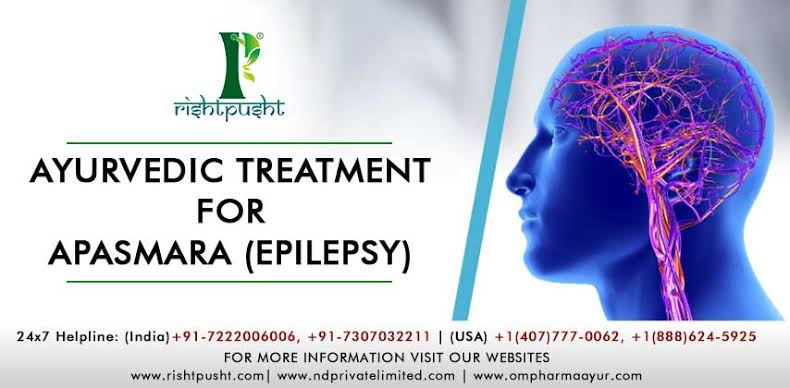 ®
rishtpusht
AYURVEDIC TREATMENT
FOR
APASMARA (EPILEPSY)
24x7 Helpline: (India)+91-7222006006, +91-7307032211 | (USA) +1(407)777-0062, +1(888)624-5925
FOR MORE INFORMATION VISIT OUR WEBSITES
www.rishtpusht.com| www.ndprivatelimited.com | www.ompharmaayur.com